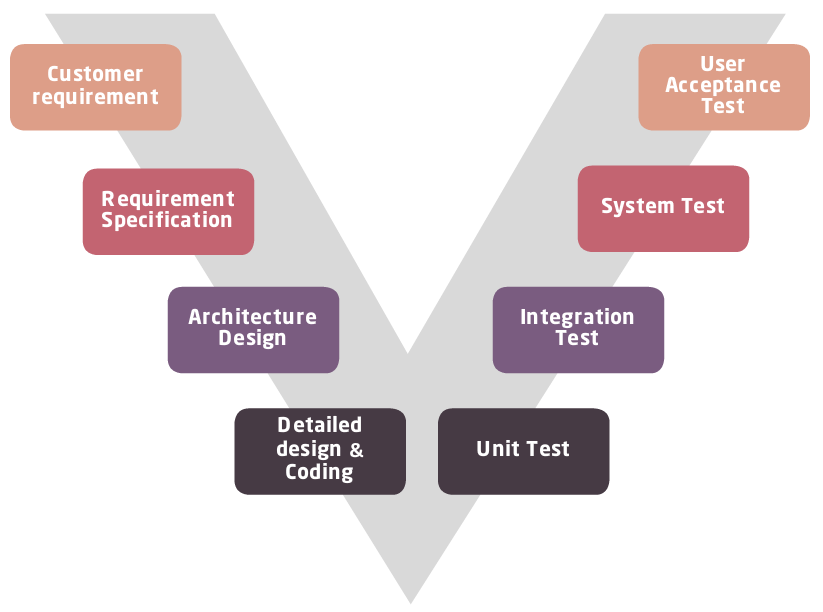 Customer
requirement
User
Acceptance
Test
Requirement
Specification
System Test
Architecture
Design
Integration
Test
Detailed
design &
Coding
Unit Test